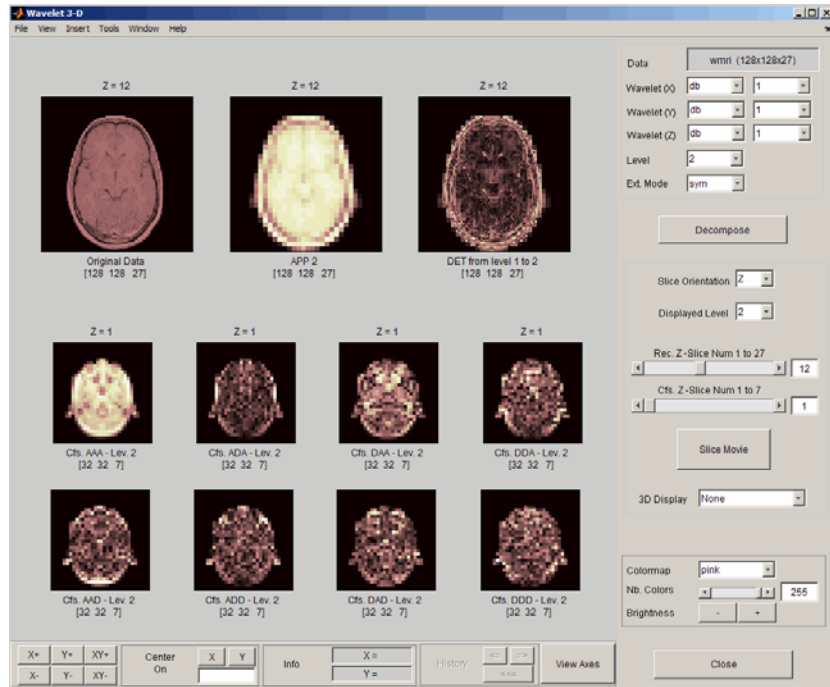 Wavelet 3-D
File View Insert Tools Window Help
Z = 12 Z = 12 Z = 12
Original Data APP 2 DET from level 1 to 2
[128 128 27] [128 128 27] [128 128 27]
Z = 1 Z = 1 Z = 1 Z = 1
Cfs. AAA - Lev. 2 Cfs. ADA - Lev. 2 Cfs. DAA - Lev. 2 Cfs. DDA - Lev. 2
[32 32 7] [32 32 7] [32 32 7] [32 32 7]
Cfs. AAD - Lev. 2 Cfs. ADD - Lev. 2 Cfs. DAD - Lev. 2 Cfs. DDD - Lev. 2
[32 32 7] [32 32 7] [32 32 7] [32 32 7]
Data wmri (128x128x27)
Wavelet (X) db 1
Wavelet (Y) db 1
Wavelet (Z) db 1
Level 2
Ext. Mode sym
Decompose
Slice Orientation Z
Displayed Level 2
Rec. Z-Slice Num 1 to 27
12
Cfs. Z-Slice Num 1 to 7
1
Slice Movie
3D Display None
Colormap pink
Nb. Colors 255
Brightness - +
X+ Y+ XY+ Center X Y Info X = History <= => View Axes Close
X- Y- XY- On Y = <<=